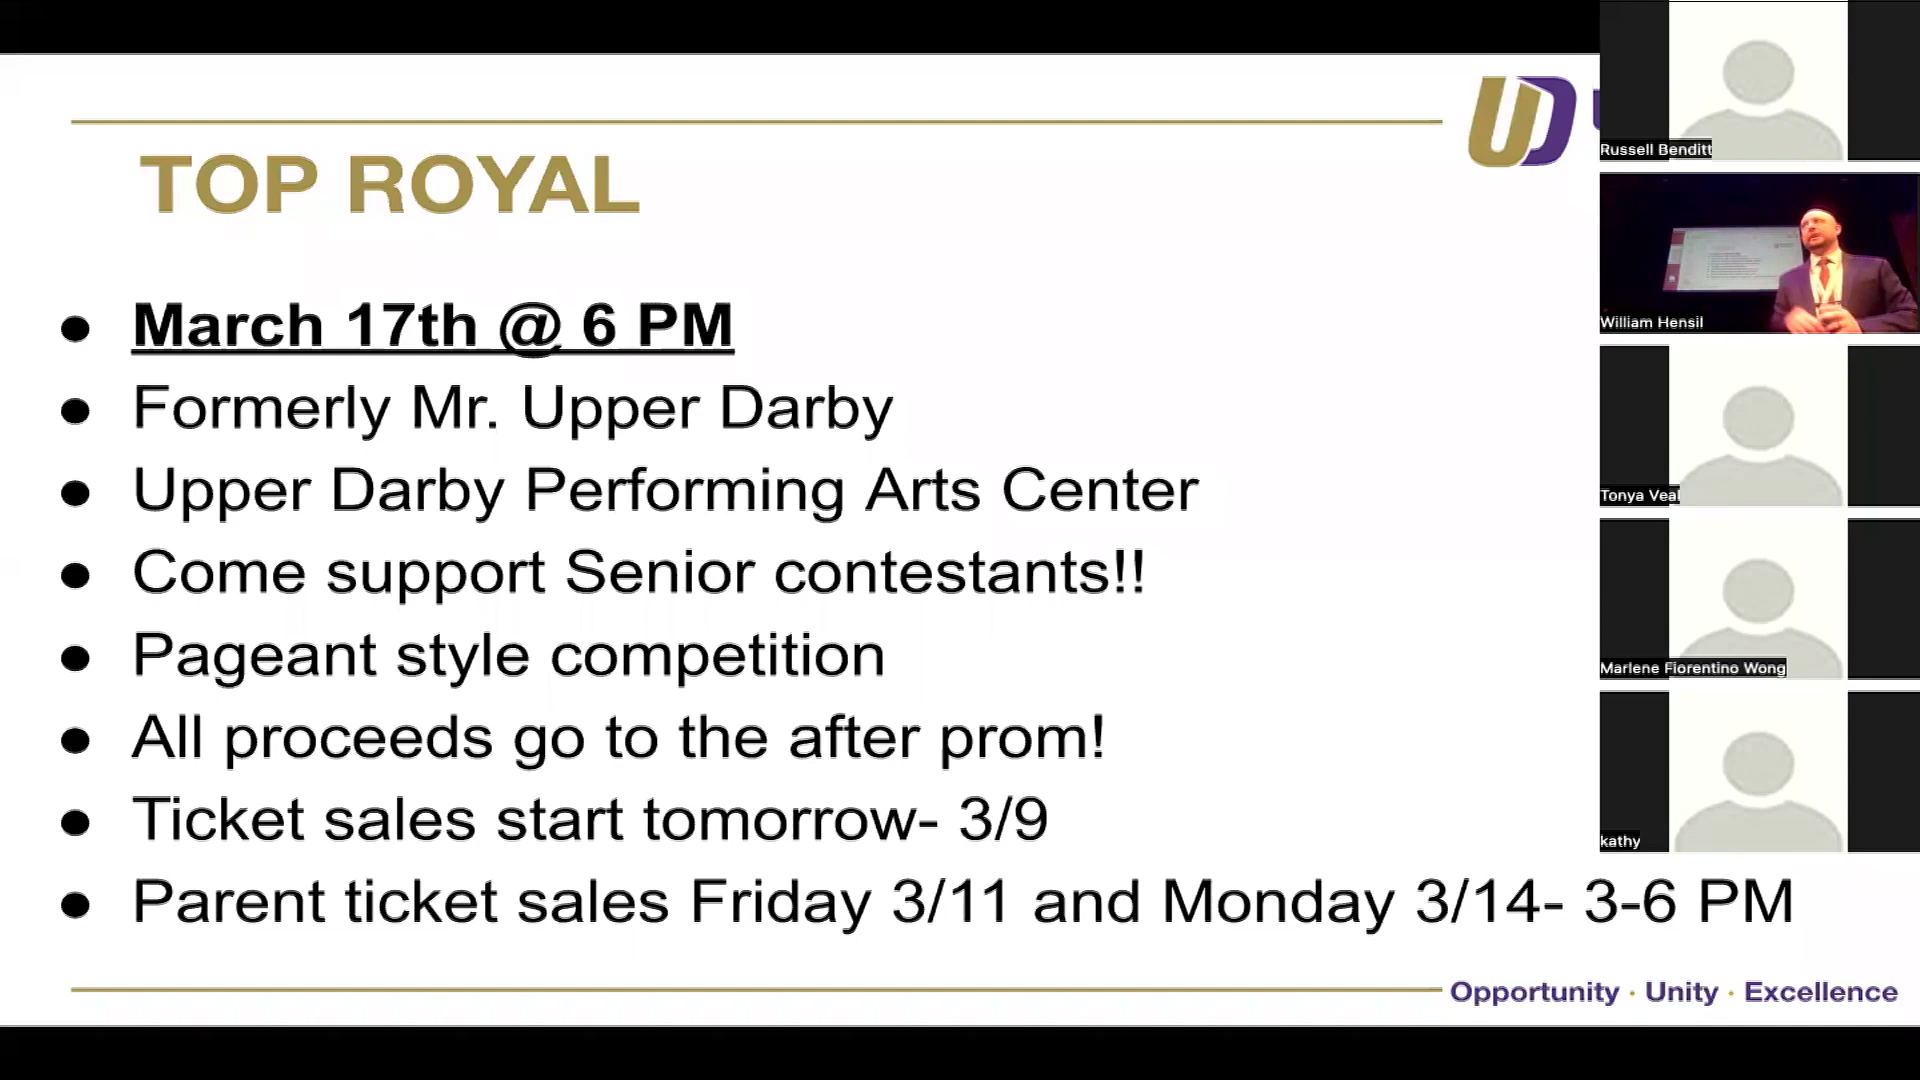 UD
TOP ROYAL
● March 17th @ 6 PM
● Formerly Mr. Upper Darby
● Upper Darby Performing Arts Center
● Come support Senior contestants!!
● Pageant style competition
● All proceeds go to the after prom!
● Ticket sales start tomorrow- 3/9
● Parent ticket sales Friday 3/11 and Monday 3/14- 3-6 PM
Opportunity · Unity · Excellence
Russell Benditt
William Hensil
Tonya Veal
Marlene Fiorentino Wong
kathy